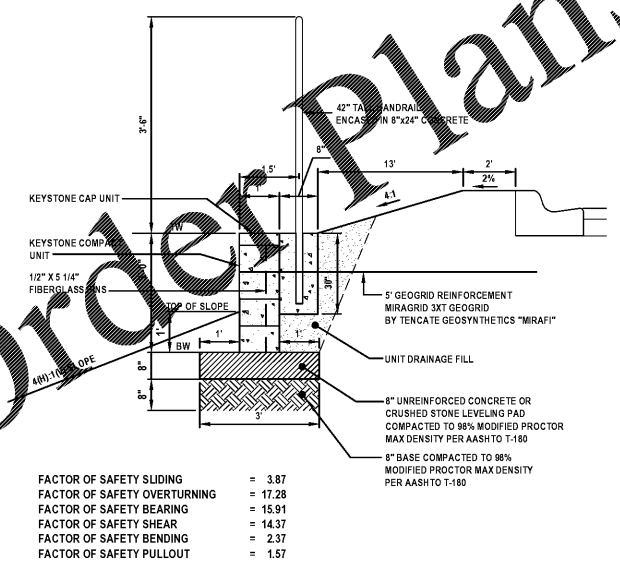 Order Plans
3'-6"
42" TALL HANDRAIL
ENCASED IN 8"x24" CONCRETE
8"
1.5'
1'
13'
2'
4:1
2%
KEYSTONE CAP UNIT
TW
KEYSTONE COMPACT
UNIT
1/2" X 5 1/4"
FIBERGLASS PINS
30"
TOP OF SLOPE
1'
5' GEOGRID REINFORCEMENT
MIRAGRID 3XT GEOGRID
BY TENCATE GEOSYNTHETICS "MIRAFI"
1'
1'
BW
UNIT DRAINAGE FILL
4(H):1(V) SLOPE
8"
8"
3'
8" UNREINFORCED CONCRETE OR
CRUSHED STONE LEVELING PAD
COMPACTED TO 98% MODIFIED PROCTOR
MAX DENSITY PER AASHTO T-180
8" BASE COMPACTED TO 98%
MODIFIED PROCTOR MAX DENSITY
PER AASHTO T-180
FACTOR OF SAFETY SLIDING = 3.87
FACTOR OF SAFETY OVERTURNING = 17.28
FACTOR OF SAFETY BEARING = 15.91
FACTOR OF SAFETY SHEAR = 14.37
FACTOR OF SAFETY BENDING = 2.37
FACTOR OF SAFETY PULLOUT = 1.57